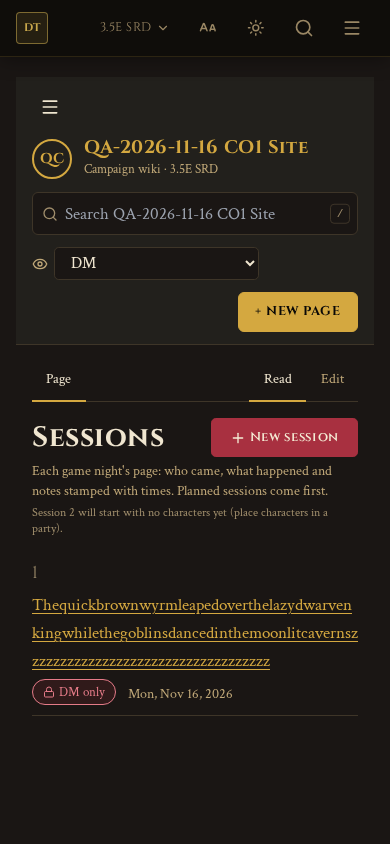 DT
3.5E SRD
AA
QC
QA-2026-11-16 CO1 Site
Campaign wiki · 3.5E SRD
Search QA-2026-11-16 CO1 Site
/
DM
+ NEW PAGE
Page
Read
Edit
Sessions
+ New session
Each game night's page: who came, what happened and
notes stamped with times. Planned sessions come first.
Session 2 will start with no characters yet (place characters in a
party).
1
Thequickbrownwyrmleapedoverthelazydwarven
kingwhilethegoblinsdancedinthemoonlitcavernsz
zzzzzzzzzzzzzzzzzzzzzzzzzzzzzzzzzz
DM only
Mon, Nov 16, 2026